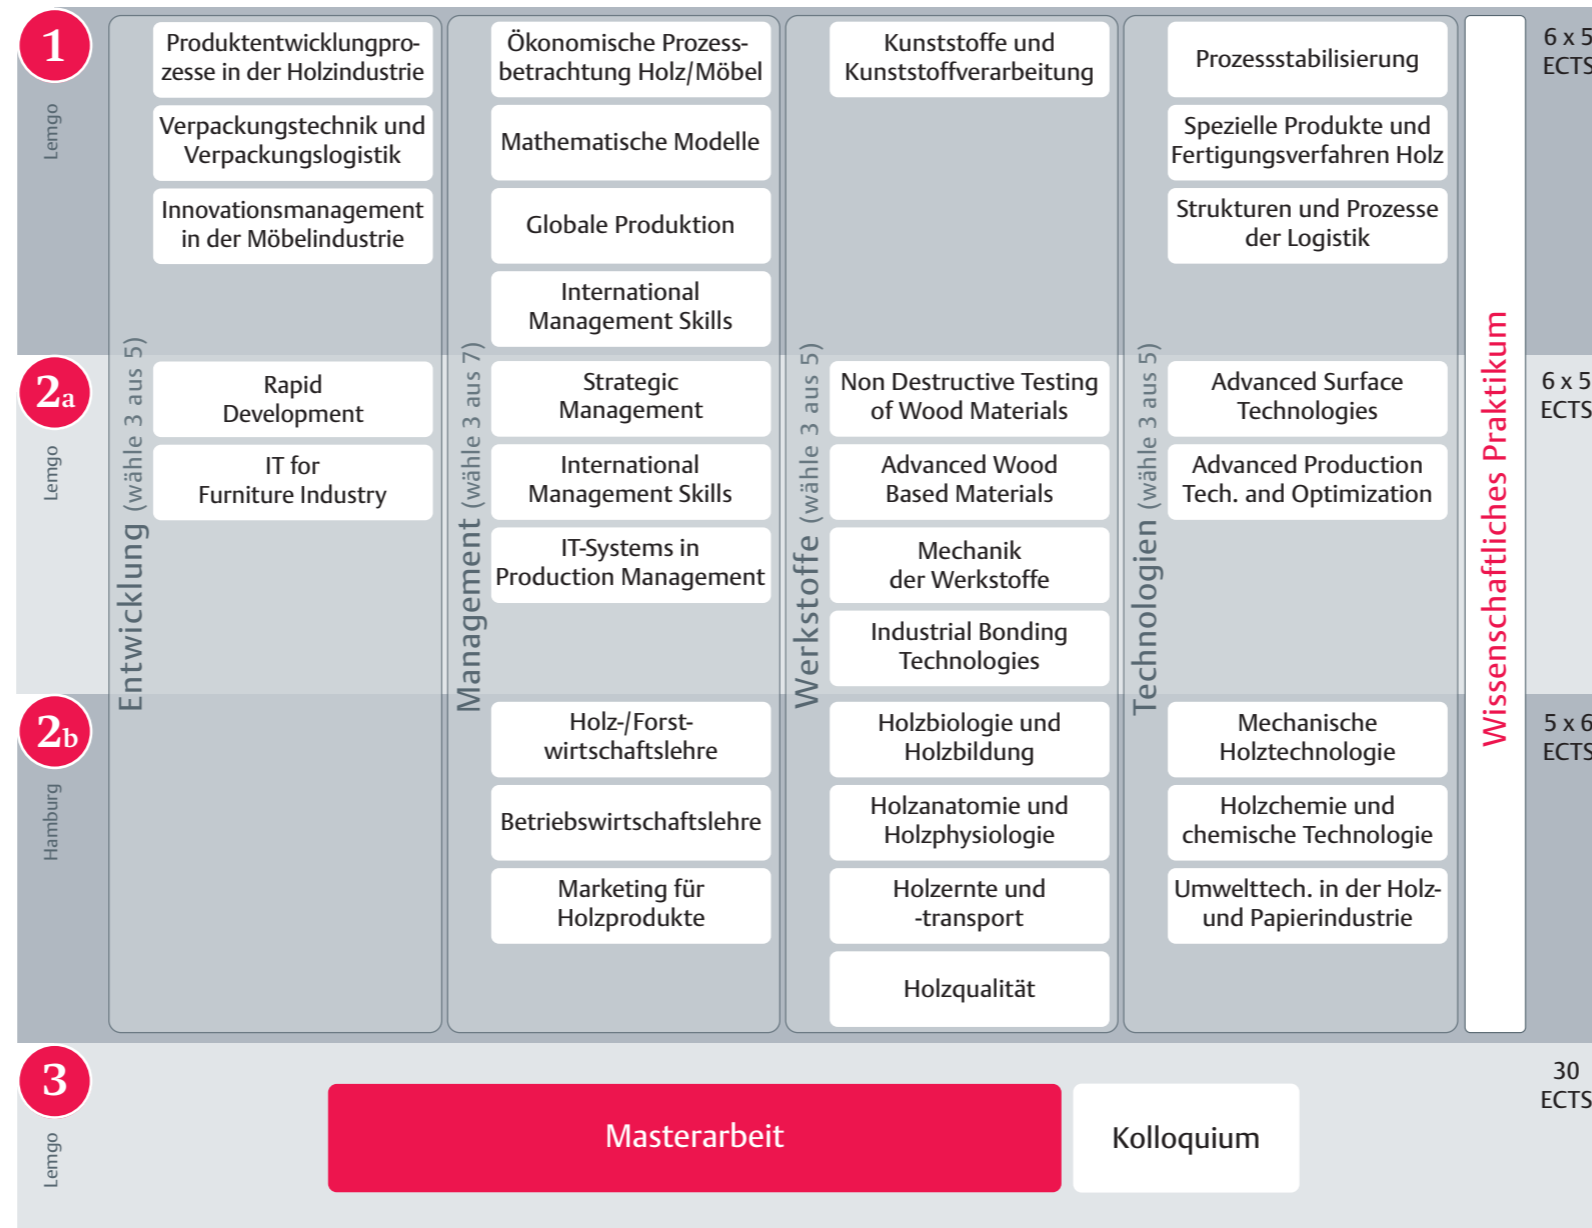 1
Lemgo
Produktentwicklungpro-
zesse in der Holzindustrie
Verpackungstechnik und
Verpackungslogistik
Innovationsmanagement
in der Möbelindustrie
Ökonomische Prozess-
betrachtung Holz/Möbel
Mathematische Modelle
Globale Produktion
International
Management Skills
Kunststoffe und
Kunststoffverarbeitung
Prozessstabilisierung
Spezielle Produkte und
Fertigungsverfahren Holz
Strukturen und Prozesse
der Logistik
6 x 5
ECTS
Entwicklung (wähle 3 aus 5)
Management (wähle 3 aus 7)
Werkstoffe (wähle 3 aus 5)
Technologien (wähle 3 aus 5)
Wissenschaftliches Praktikum
2a
Lemgo
Rapid
Development
IT for
Furniture Industry
Strategic
Management
International
Management Skills
IT-Systems in
Production Management
Non Destructive Testing
of Wood Materials
Advanced Wood
Based Materials
Mechanik
der Werkstoffe
Industrial Bonding
Technologies
Advanced Surface
Technologies
Advanced Production
Tech. and Optimization
6 x 5
ECTS
2b
Hamburg
Holz-/Forst-
wirtschaftslehre
Betriebswirtschaftslehre
Marketing für
Holzprodukte
Holzbiologie und
Holzbildung
Holzanatomie und
Holzphysiologie
Holzernte und
-transport
Holzqualität
Mechanische
Holztechnologie
Holzchemie und
chemische Technologie
Umwelttech. in der Holz-
und Papierindustrie
5 x 6
ECTS
3
Lemgo
Masterarbeit
Kolloquium
30
ECTS